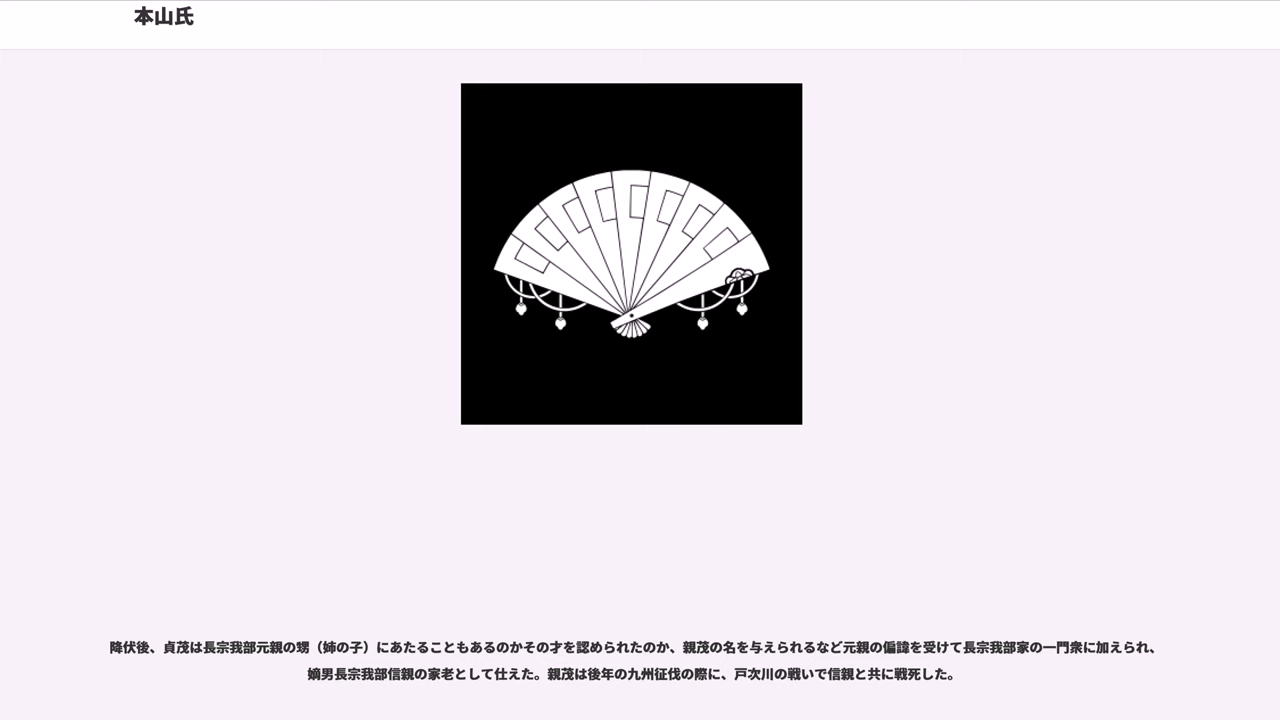 本山氏
降伏後、貞茂は長宗我部元親の甥（姉の子）にあたることもあるのかその才を認められたのか、親茂の名を与えられるなど元親の偏諱を受けて長宗我部家の一門衆に加えられ、
嫡男長宗我部信親の家老として仕えた。親茂は後年の九州征伐の際に、戸次川の戦いで信親と共に戦死した。